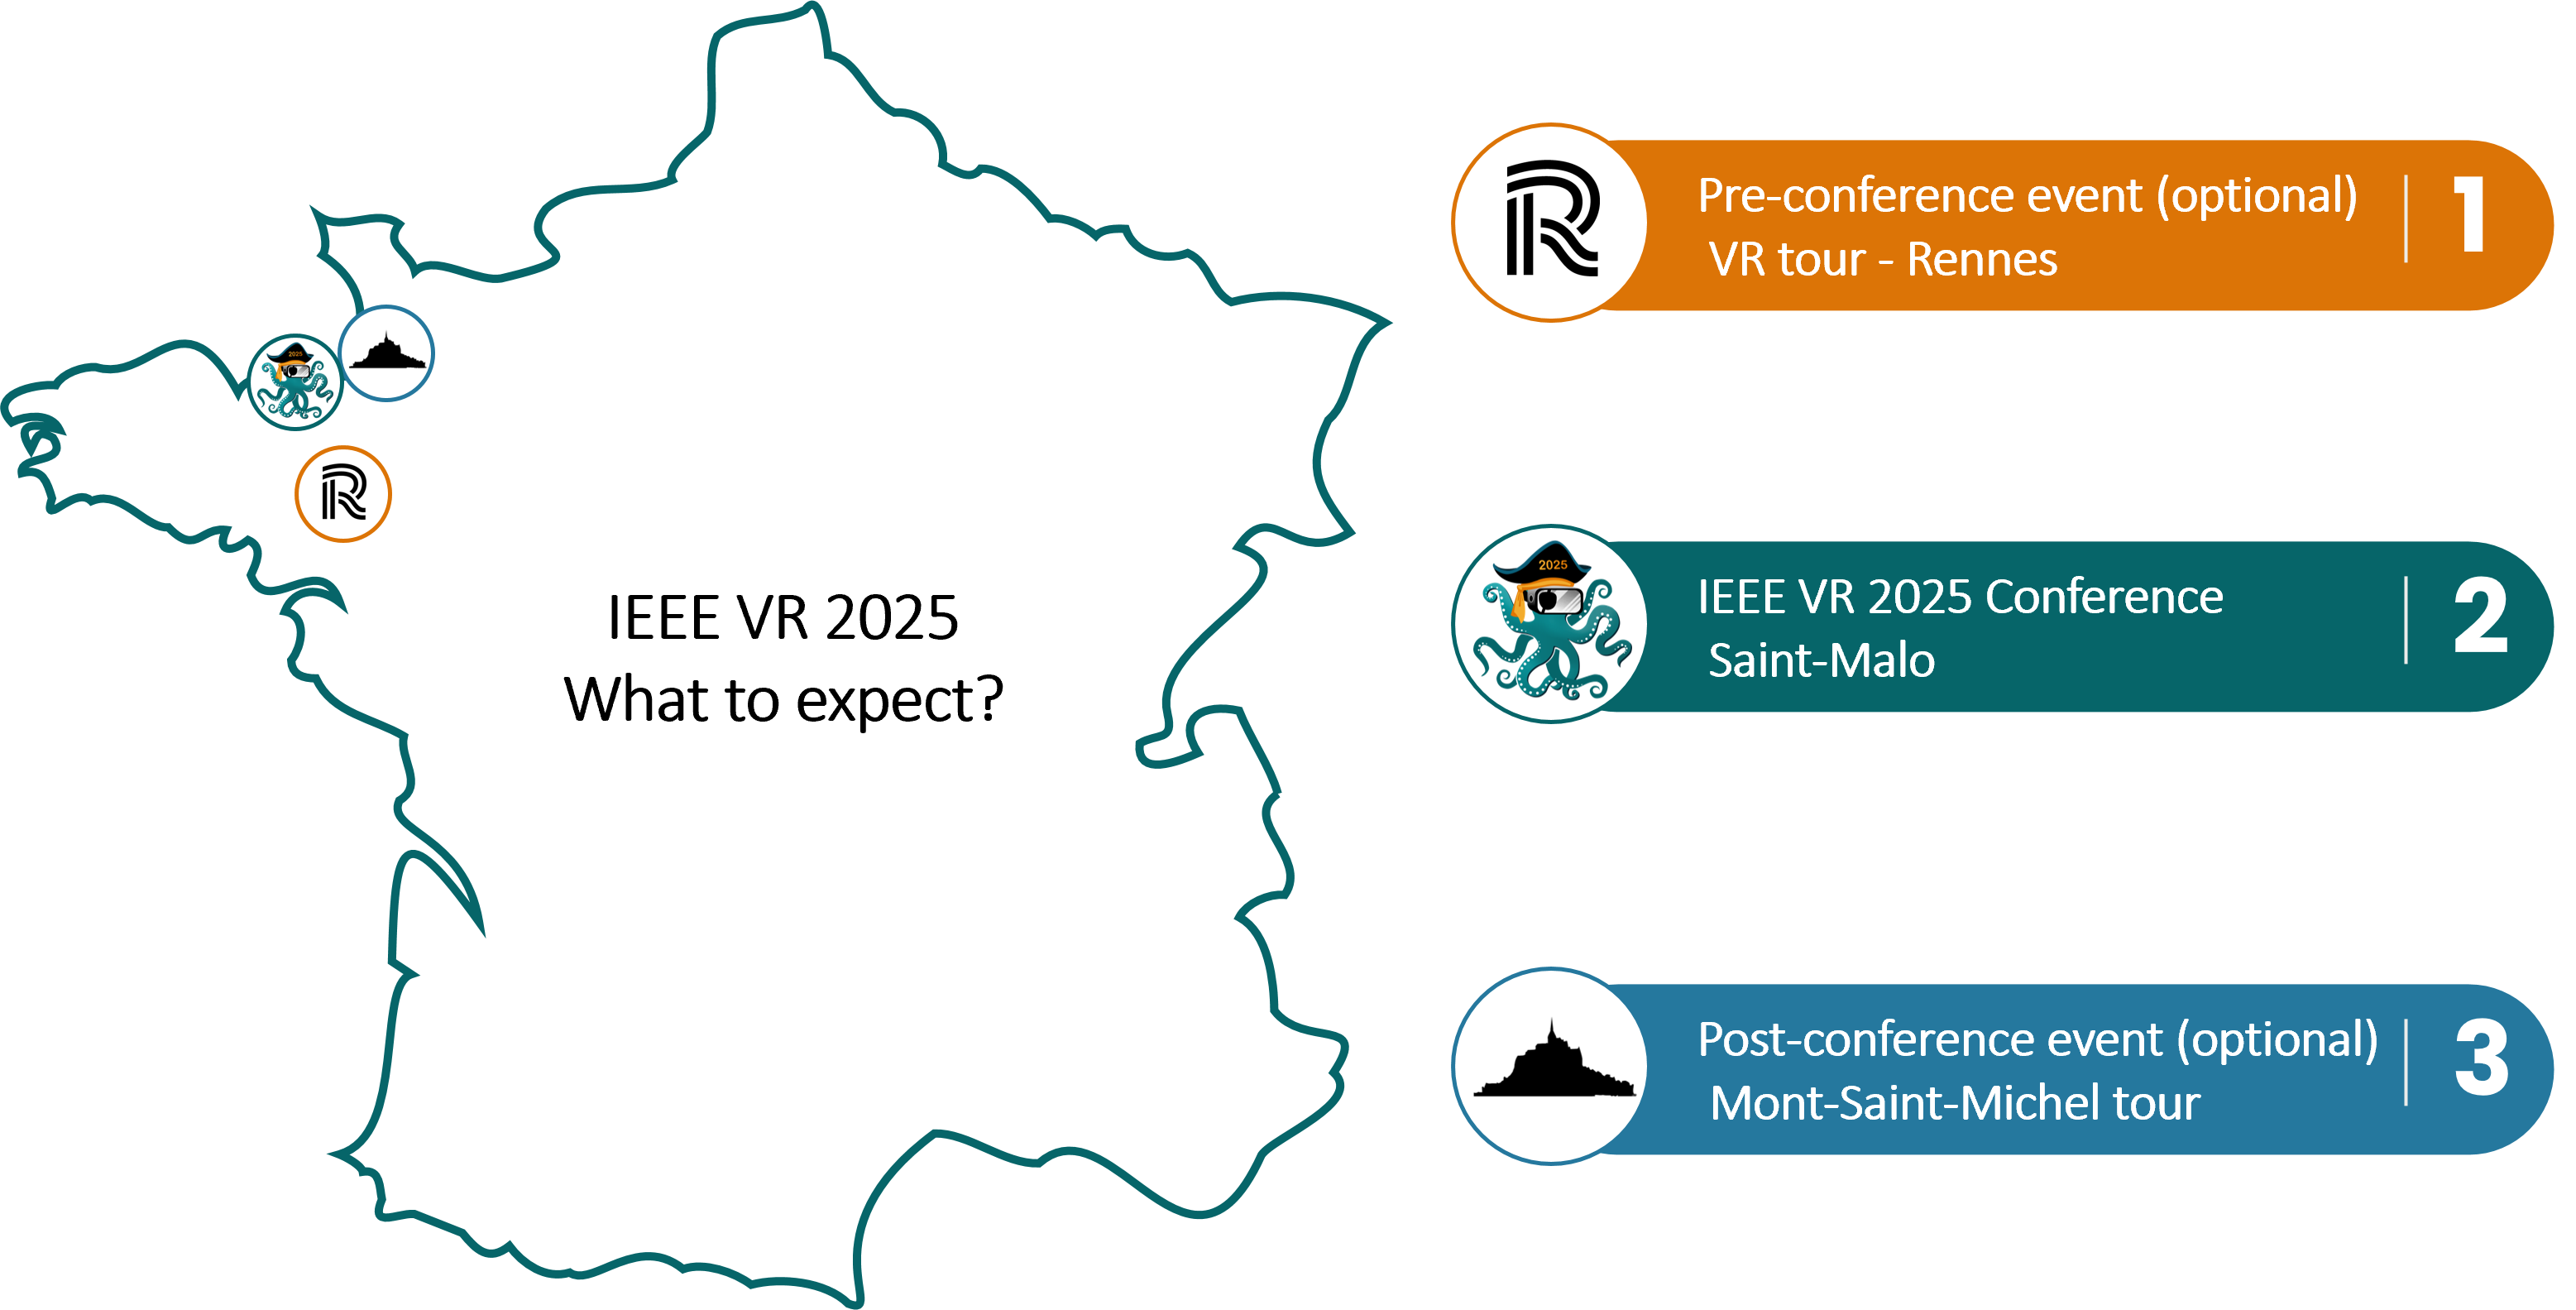 IEEE VR 2025
What to expect?
R
2025
R
Pre-conference event (optional)
VR tour - Rennes
1
2025
IEEE VR 2025 Conference
Saint-Malo
2
Post-conference event (optional)
Mont-Saint-Michel tour
3